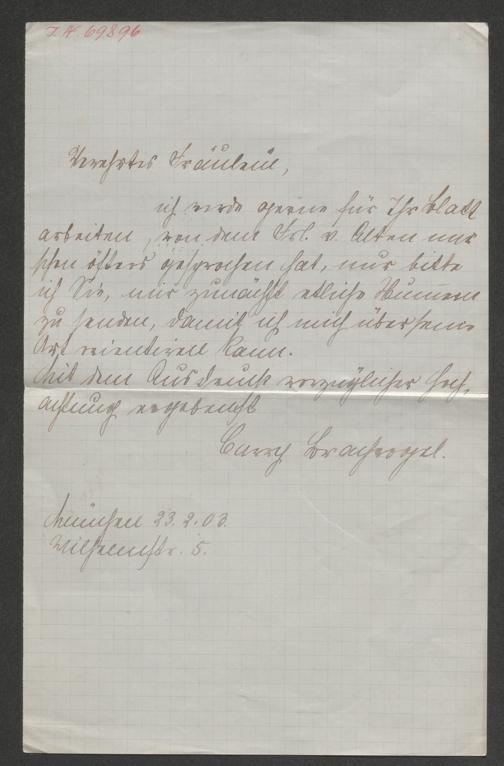 I.N. 69896
Verehrtes Fräulein,
ich werde gerne für Ihr Blatt
arbeiten, von dem Frl. v. Alten mir
schon öfters gesprochen hat, nur bitte
ich Sie, mir zunächst etliche Nummern
zu senden, damit ich mich über seine
Art orientieren kann.
Mit dem Ausdruck vorzüglicher Hoch-
achtung ergebenst
Carry Brachvogel.
München 23.2.03.
Wilhelmstr. 5.